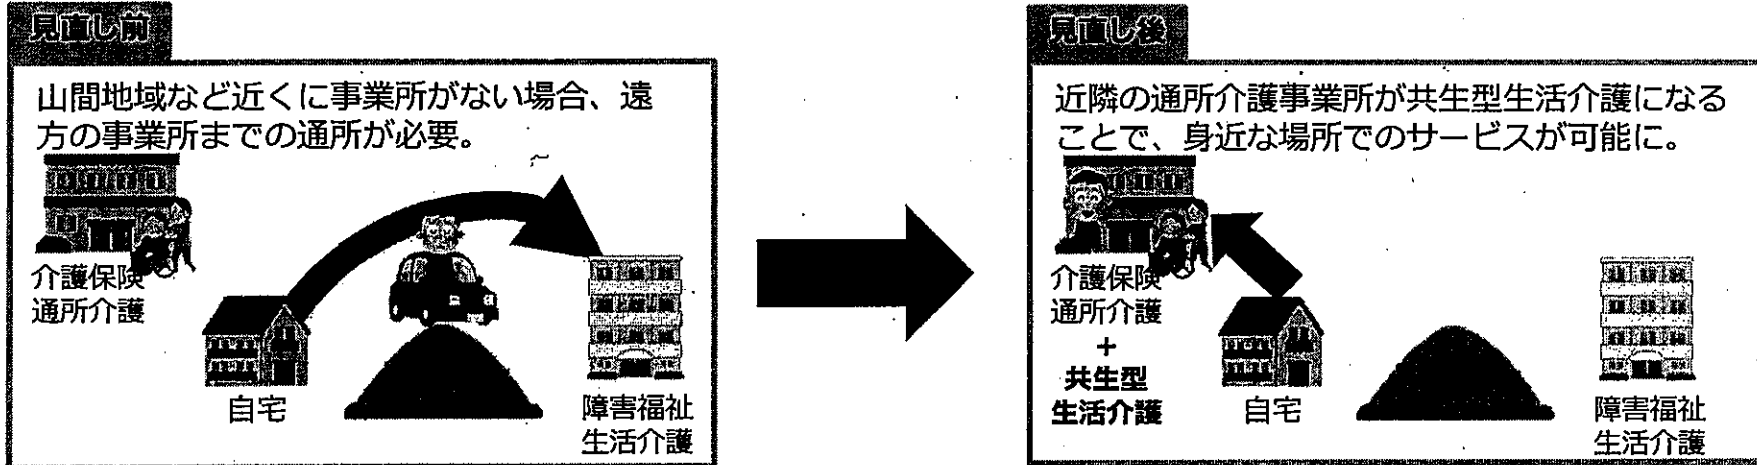 見直し前
山間地域など近くに事業所がない場合、遠
方の事業所までの通所が必要。
介護保険
通所介護
自宅
障害福祉
生活介護
見直し後
近隣の通所介護事業所が共生型生活介護になる
ことで、身近な場所でのサービスが可能に。
介護保険
通所介護
+
共生型
生活介護
自宅
障害福祉
生活介護